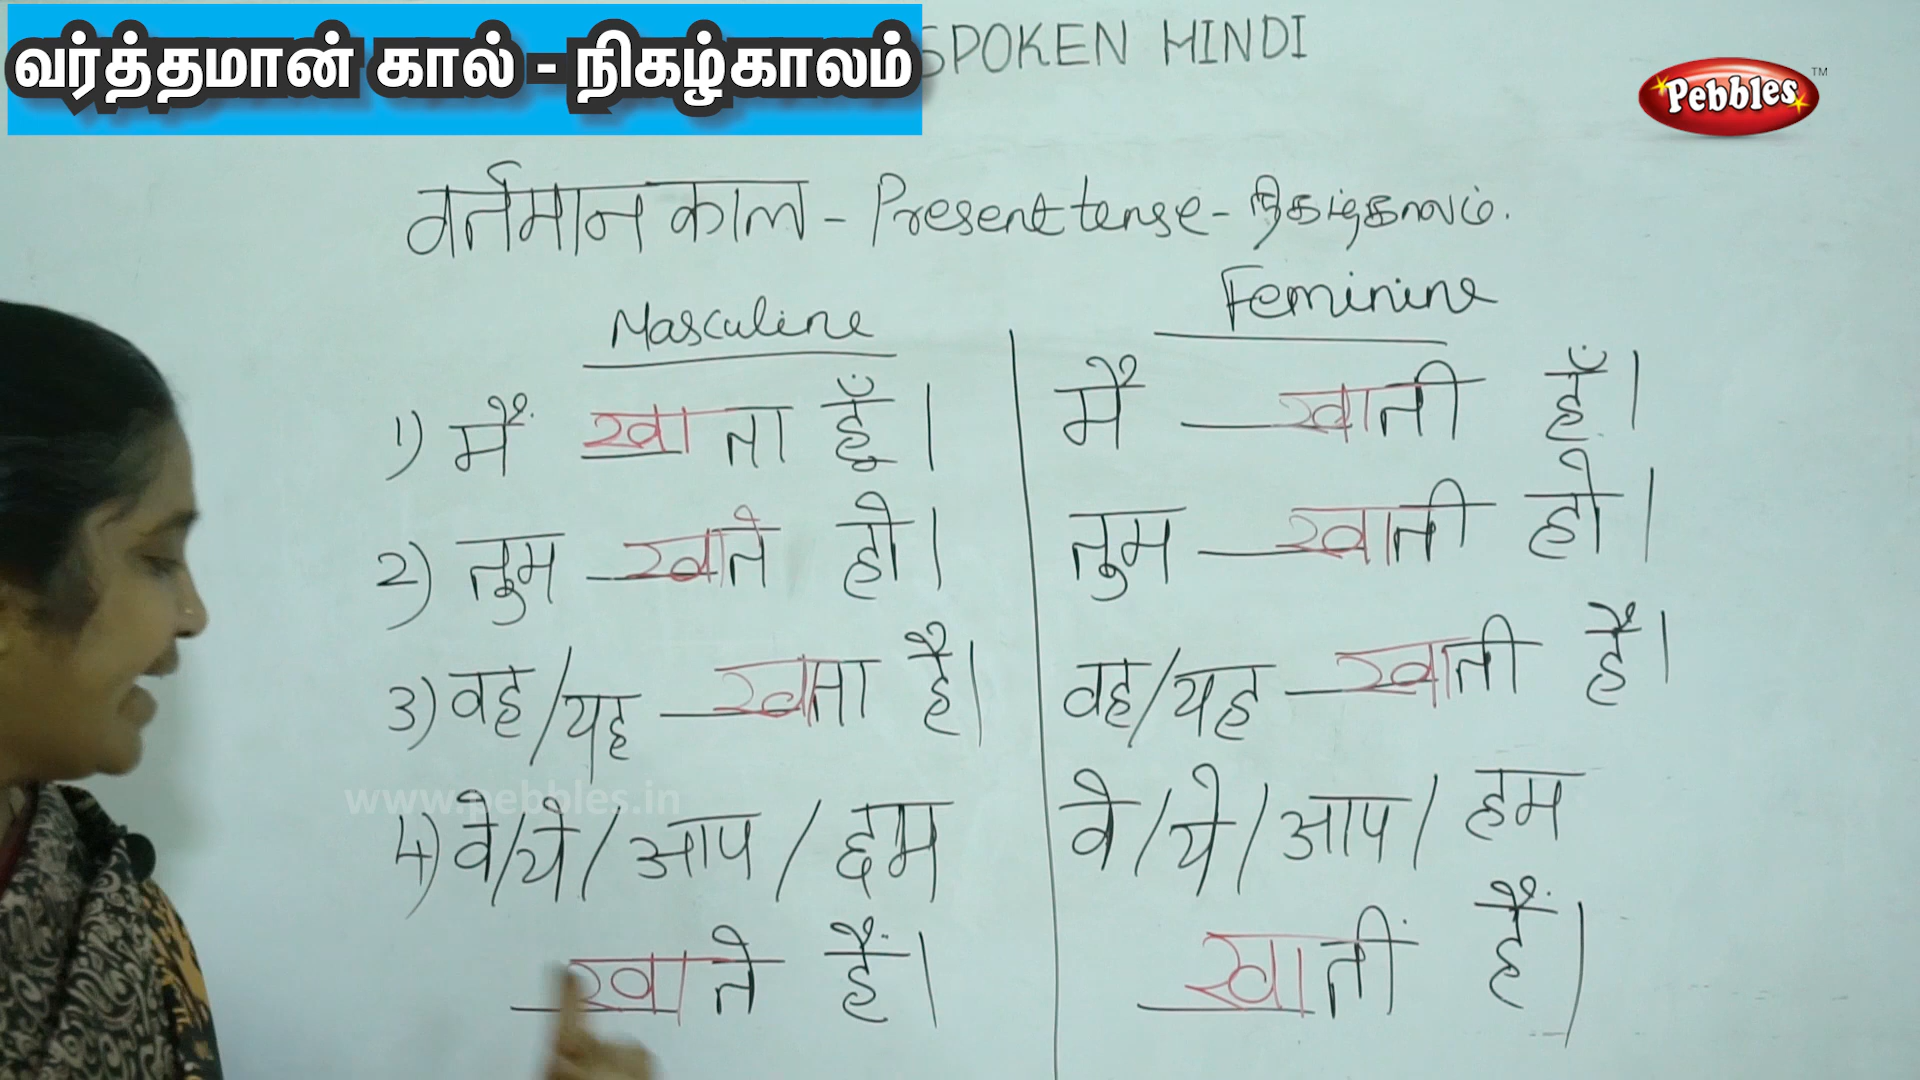 வர்த்தமான் கால் - நிகழ்காலம்
SPOKEN HINDI
Pebbles TM
वर्तमान काल - Present tense - நிகழ்காலம்.
Masculine
Feminine
1) मैं खाता हूँ।
मैं खाती हूँ।
2) तुम खाते हो।
तुम खाती हो।
3) वह/यह खाता है।
वह/यह खाती है।
www.pebbles.in
4) वे/ये/आप/हम
वे/ये/आप/हम
खाते हैं।
खातीं हैं।